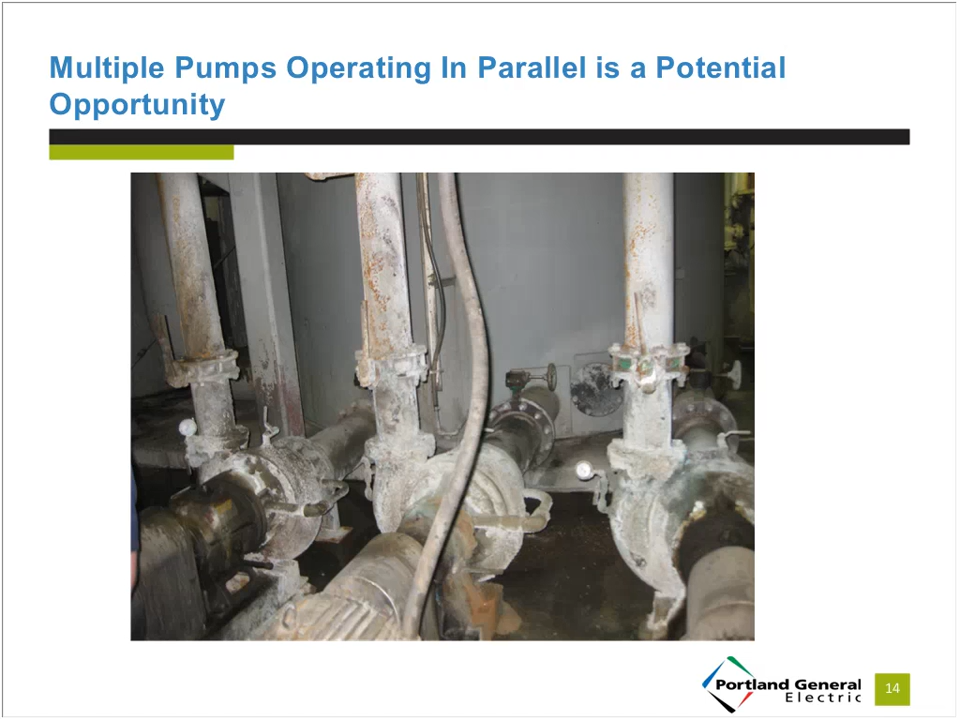 Multiple Pumps Operating In Parallel is a Potential
Opportunity
Portland General
Electric
14